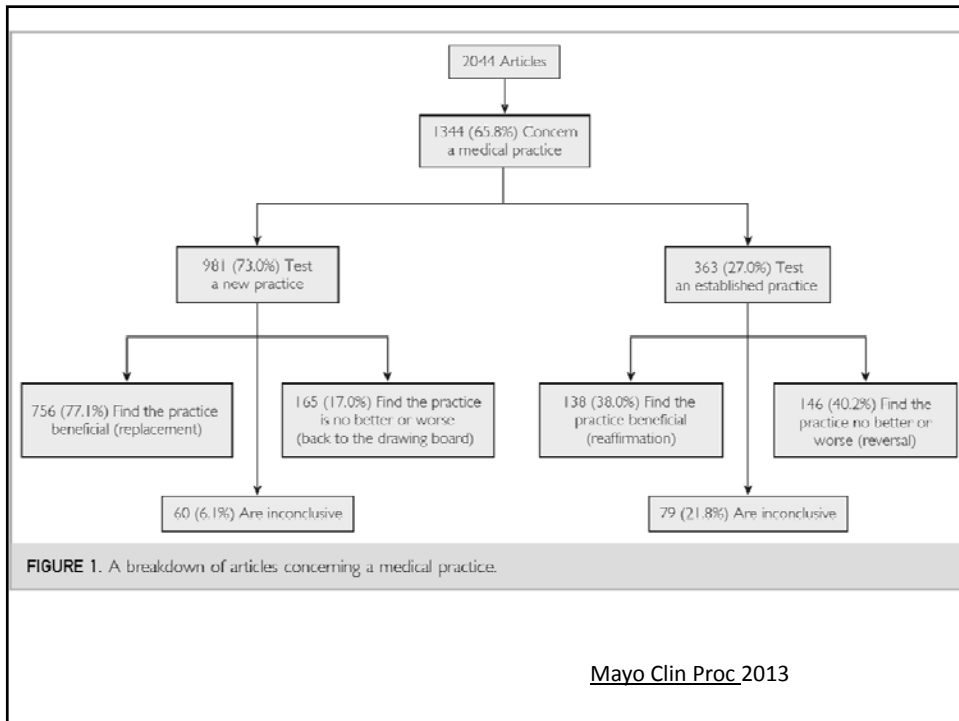 2044 Articles
1344 (65.8%) Concern
a medical practice
981 (73.0%) Test
a new practice
363 (27.0%) Test
an established practice
756 (77.1%) Find the practice
beneficial (replacement)
165 (17.0%) Find the practice
is no better or worse
(back to the drawing board)
138 (38.0%) Find the
practice beneficial
(reaffirmation)
146 (40.2%) Find the
practice no better or
worse (reversal)
60 (6.1%) Are inconclusive
79 (21.8%) Are inconclusive
FIGURE 1. A breakdown of articles concerning a medical practice.
Mayo Clin Proc 2013